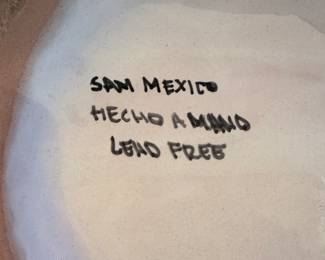 SAM MEXICO
HECHO A MANO
LEAD FREE